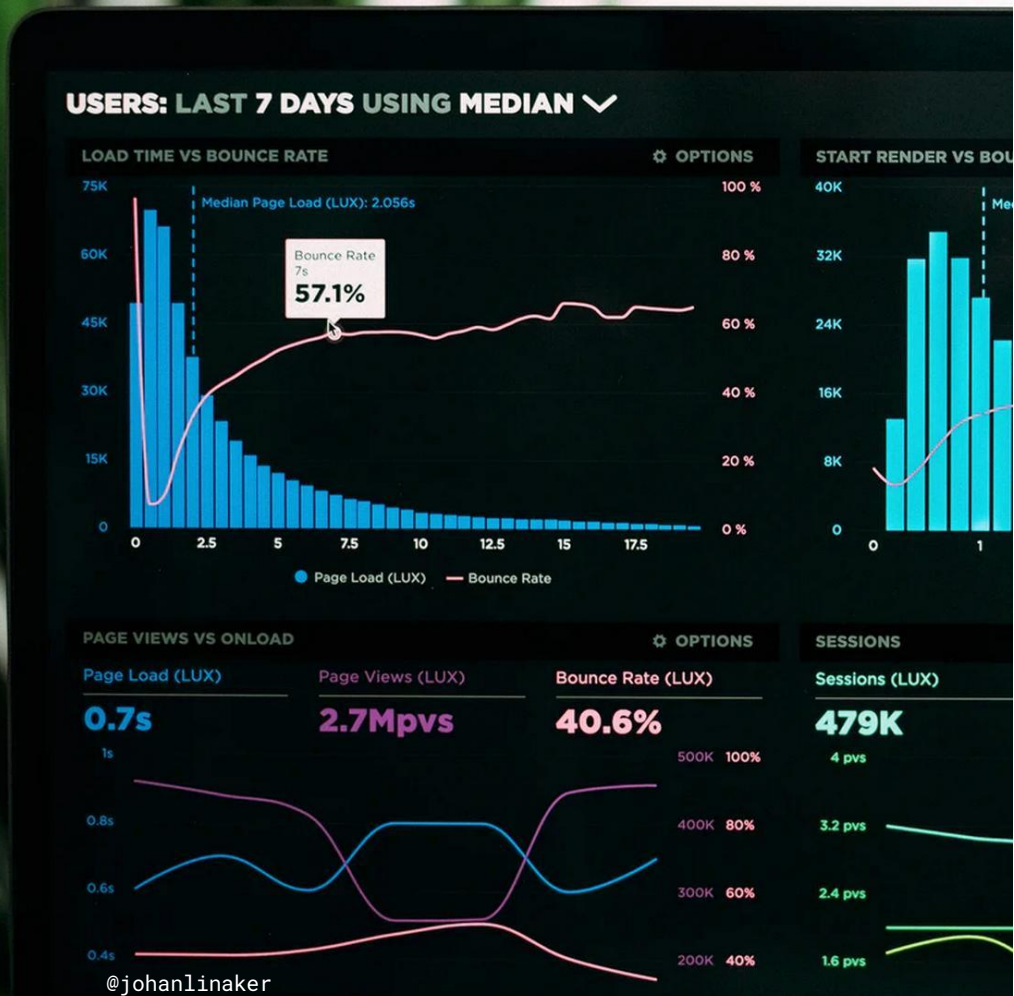 USERS: LAST 7 DAYS USING MEDIAN
LOAD TIME VS BOUNCE RATE
OPTIONS
75K
60K
45K
30K
15K
0
Median Page Load (LUX): 2.056s
Bounce Rate
7s
57.1%
100 %
80 %
60 %
40 %
20 %
0 %
0 2.5 5 7.5 10 12.5 15 17.5
Page Load (LUX) Bounce Rate
START RENDER VS BOU
40K
32K
24K
16K
8K
0
Me
0 1
PAGE VIEWS VS ONLOAD
OPTIONS
Page Load (LUX)
0.7s
Page Views (LUX)
2.7Mpvs
Bounce Rate (LUX)
40.6%
1s
0.8s
0.6s
0.4s
500K 100%
400K 80%
300K 60%
200K 40%
SESSIONS
Sessions (LUX)
479K
4 pvs
3.2 pvs
2.4 pvs
1.6 pvs
@johanlinaker